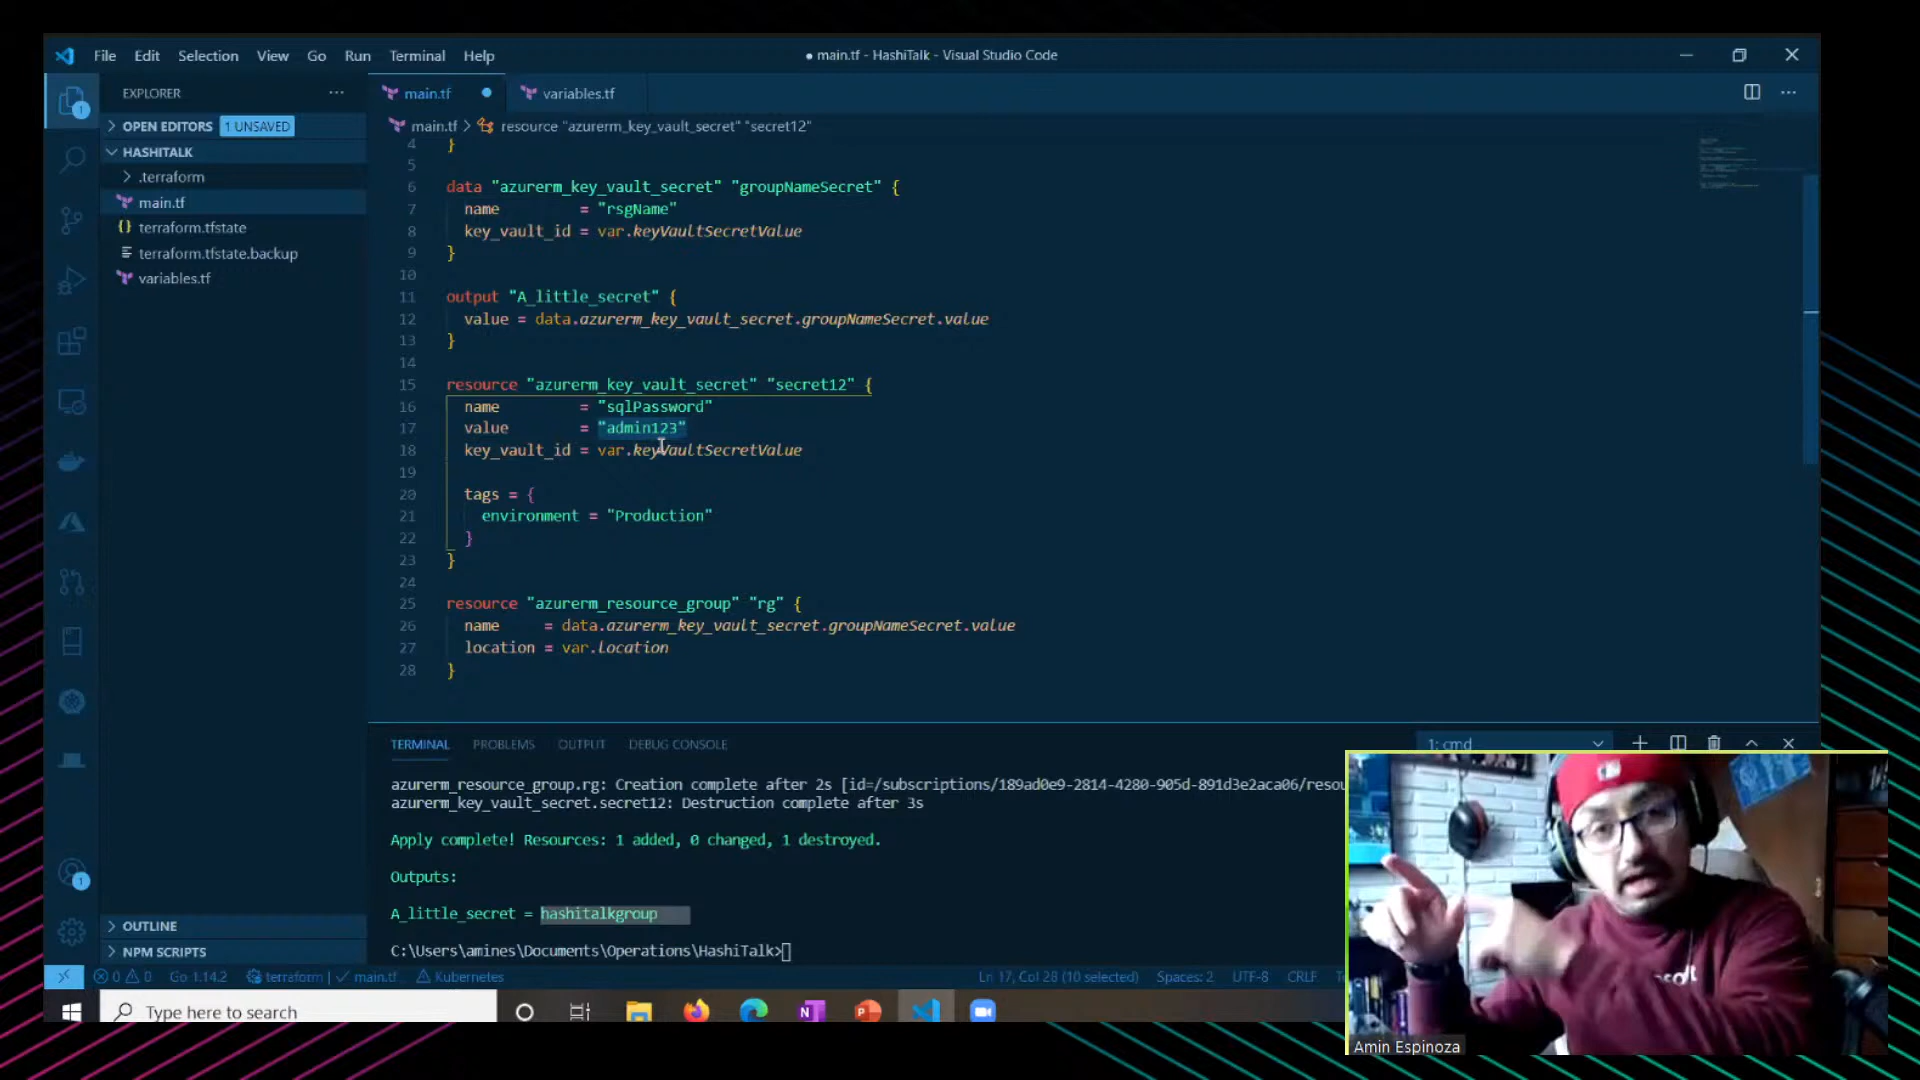 File Edit Selection View Go Run Terminal Help
● main.tf - HashiTalk - Visual Studio Code
EXPLORER
main.tf
variables.tf
OPEN EDITORS 1 UNSAVED
main.tf > resource "azurerm_key_vault_secret" "secret12"
HASHITALK
.terraform
main.tf
terraform.tfstate
terraform.tfstate.backup
variables.tf
4 }
5
6 data "azurerm_key_vault_secret" "groupNameSecret" {
7 name = "rsgName"
8 key_vault_id = var.keyVaultSecretValue
9 }
10
11 output "A_little_secret" {
12 value = data.azurerm_key_vault_secret.groupNameSecret.value
13 }
14
15 resource "azurerm_key_vault_secret" "secret12" {
16 name = "sqlPassword"
17 value = "admin123"
18 key_vault_id = var.keyVaultSecretValue
19
20 tags = {
21 environment = "Production"
22 }
23 }
24
25 resource "azurerm_resource_group" "rg" {
26 name = data.azurerm_key_vault_secret.groupNameSecret.value
27 location = var.location
28 }
TERMINAL PROBLEMS OUTPUT DEBUG CONSOLE
1: cmd
azurerm_resource_group.rg: Creation complete after 2s [id=/subscriptions/189ad0e9-2814-4280-905d-891d3e2aca06/resou
azurerm_key_vault_secret.secret12: Destruction complete after 3s
Apply complete! Resources: 1 added, 0 changed, 1 destroyed.
Outputs:
A_little_secret = hashitalkgroup
C:\Users\amines\Documents\Operations\HashiTalk>
OUTLINE
NPM SCRIPTS
0 0 Go 1.14.2 terraform | ✓ main.tf Kubernetes
Ln 17, Col 28 (10 selected) Spaces: 2 UTF-8 CRLF
Type here to search
Amin Espinoza